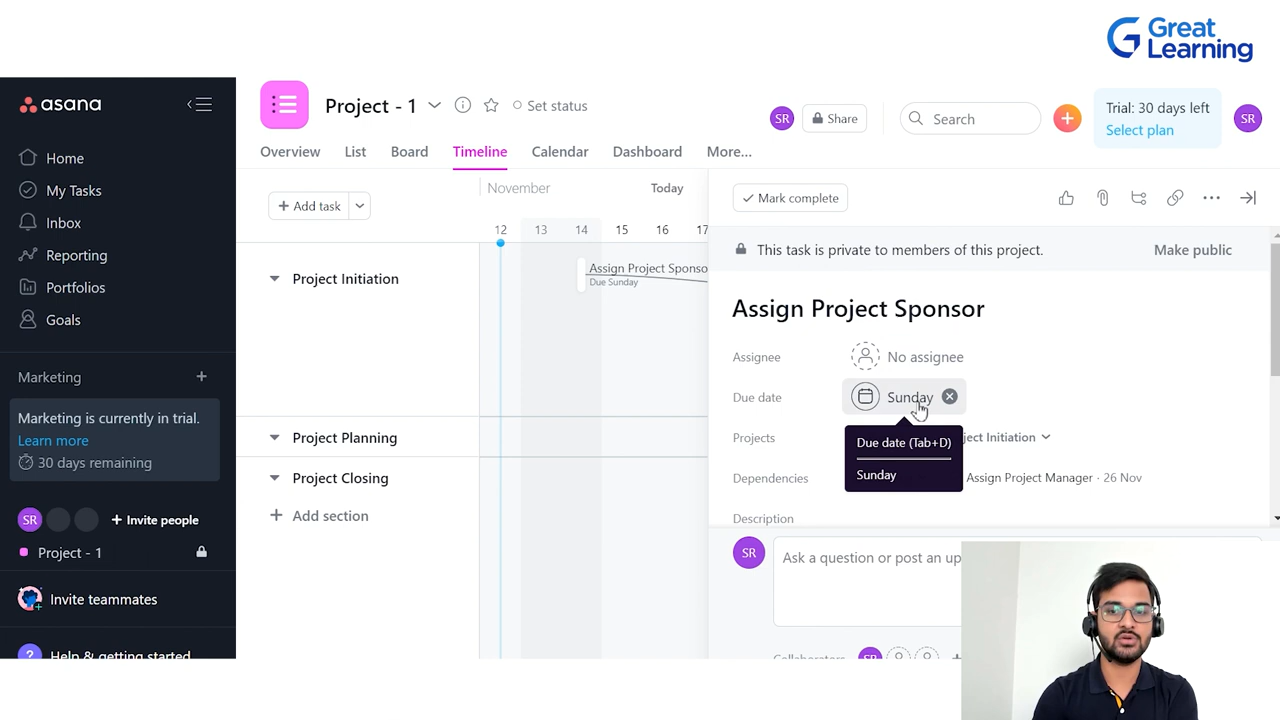 Great
Learning
asana
Home
My Tasks
Inbox
Reporting
Portfolios
Goals
Marketing
Marketing is currently in trial.
Learn more
30 days remaining
SR
Invite people
Project - 1
Invite teammates
? Help & getting started
Project - 1
Set status
SR
Share
Search
Trial: 30 days left
Select plan
SR
Overview List Board Timeline Calendar Dashboard More...
+ Add task
November
Today
12 13 14 15 16 17
Project Initiation
Assign Project Sponso
Due Sunday
Project Planning
Project Closing
+ Add section
Mark complete
This task is private to members of this project.
Make public
Assign Project Sponsor
Assignee No assignee
Due date Sunday
Due date (Tab+D)
Sunday
Projects
ject Initiation
Dependencies
Assign Project Manager · 26 Nov
Description
SR
Ask a question or post an up
Collaborators SR